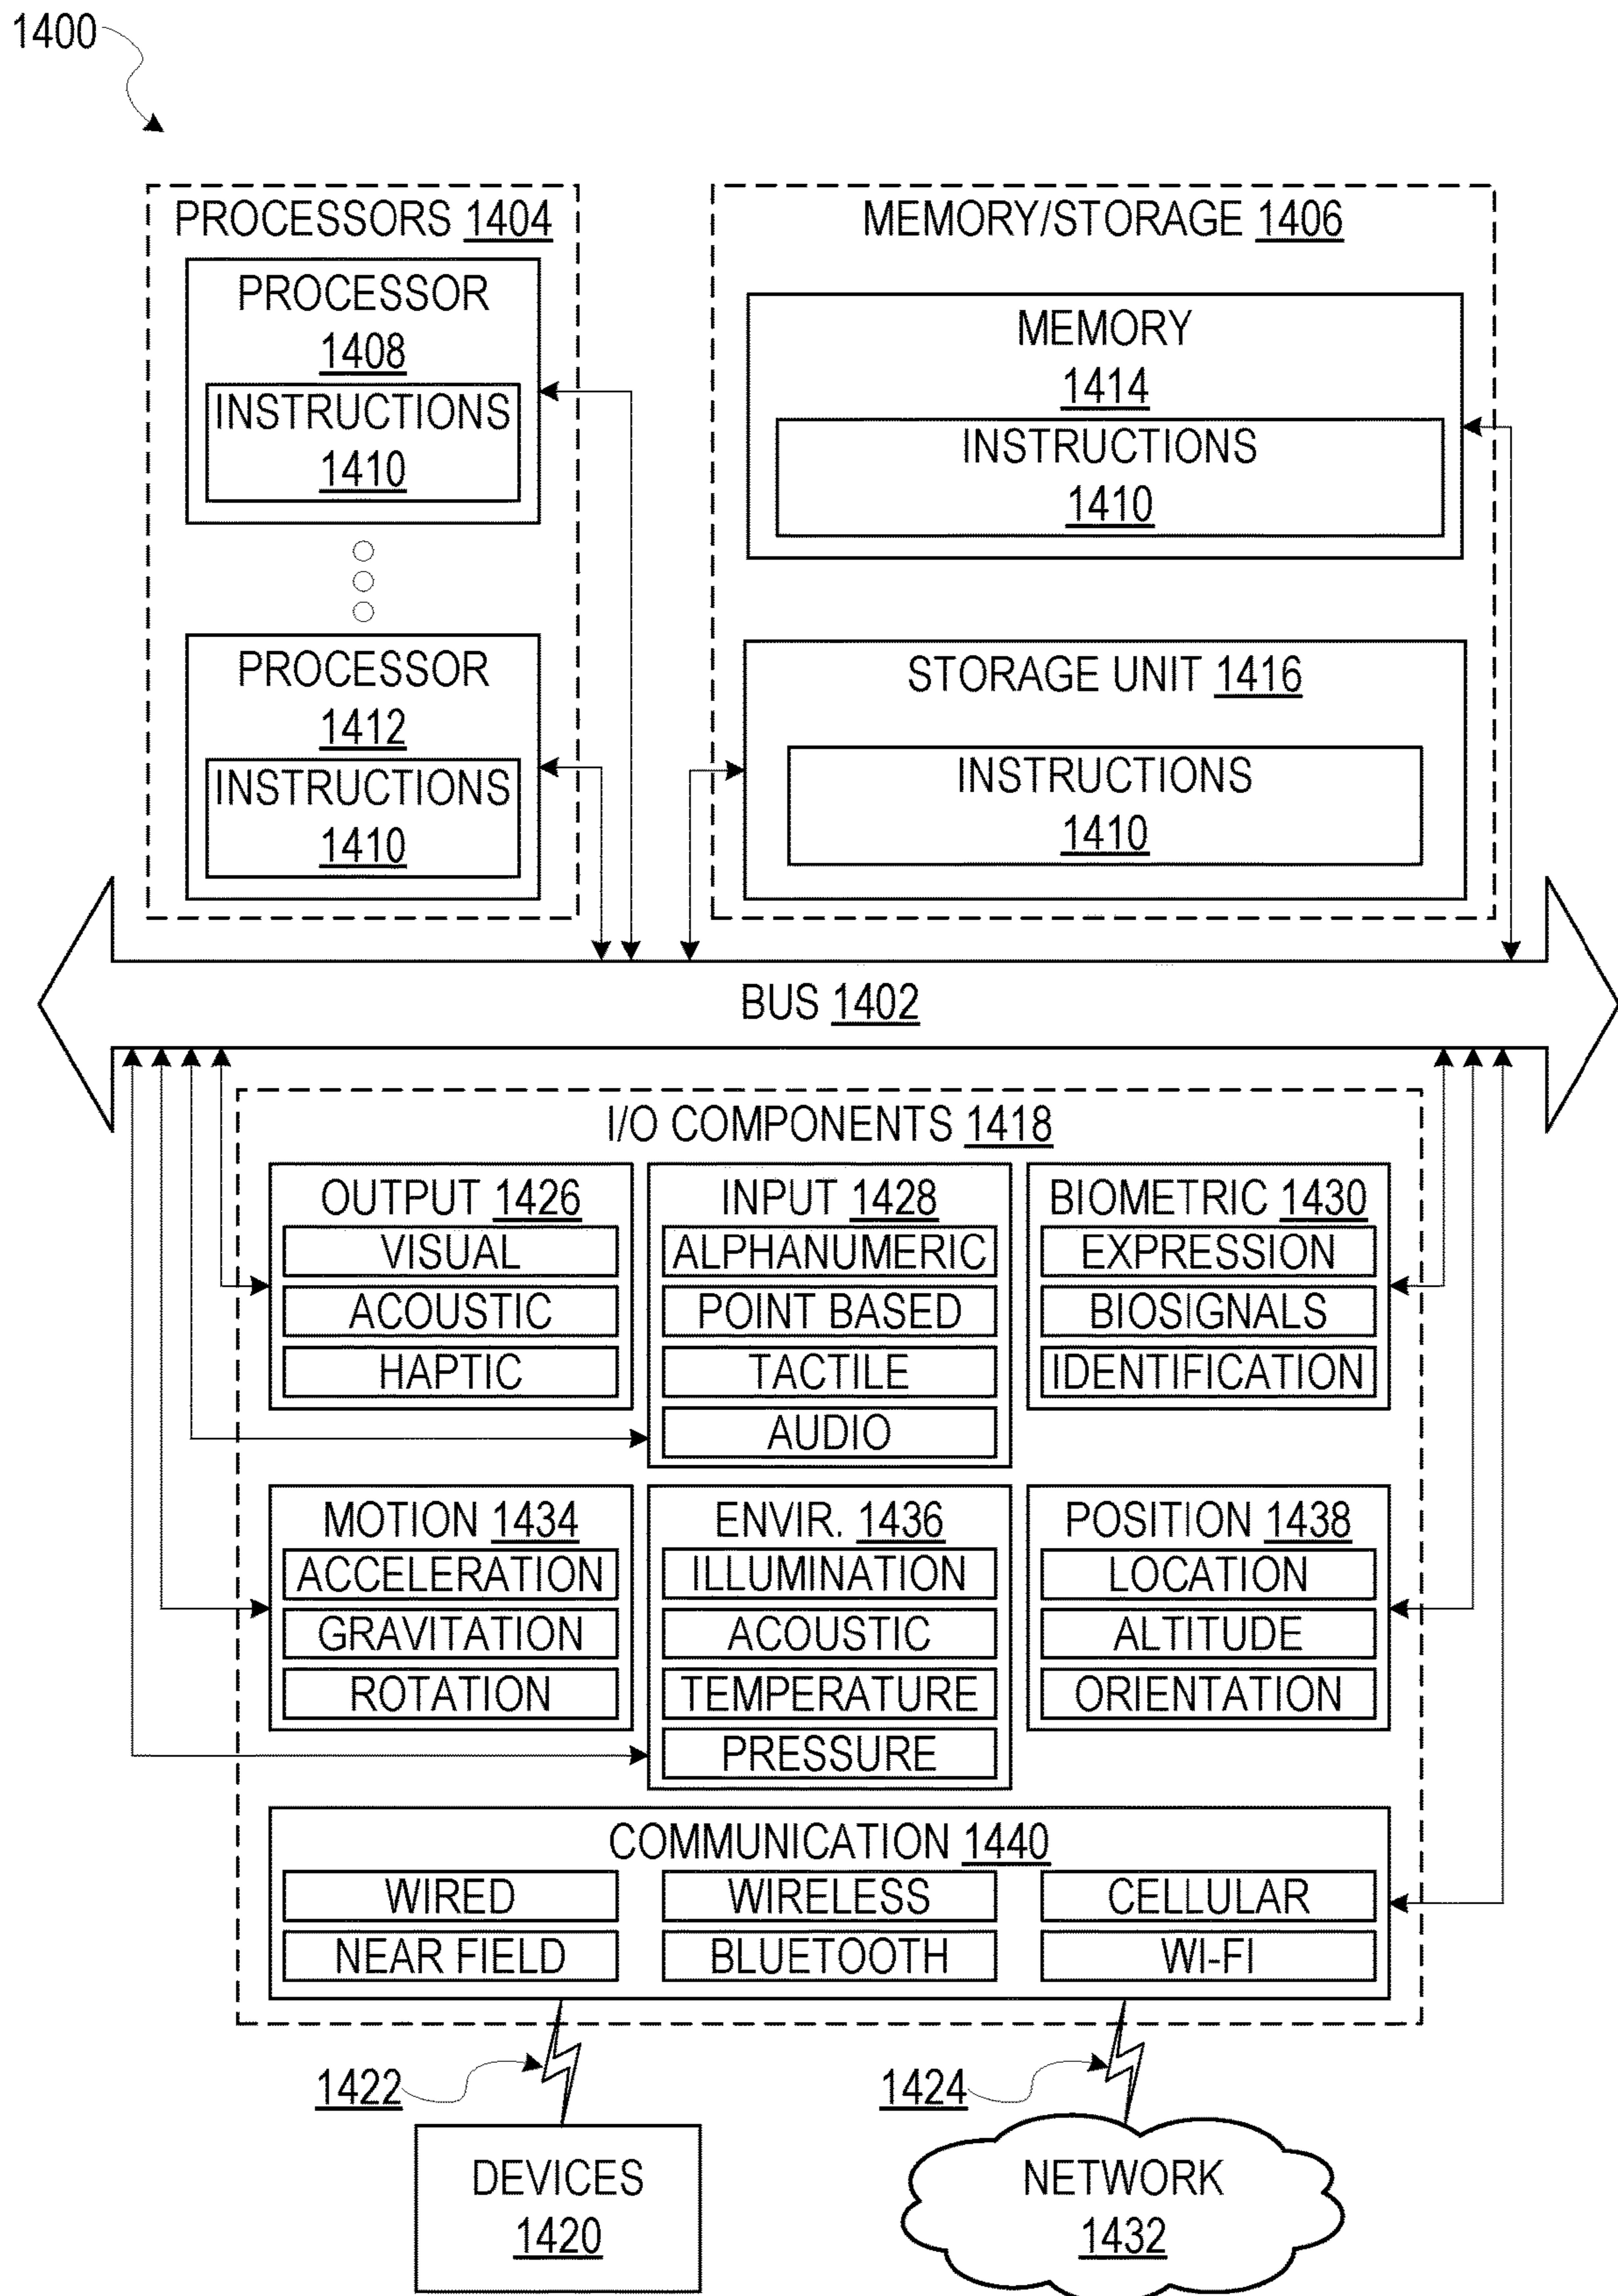 1400
PROCESSORS 1404
PROCESSOR
1408
INSTRUCTIONS
1410
PROCESSOR
1412
INSTRUCTIONS
1410
MEMORY/STORAGE 1406
MEMORY
1414
INSTRUCTIONS
1410
STORAGE UNIT 1416
INSTRUCTIONS
1410
BUS 1402
I/O COMPONENTS 1418
OUTPUT 1426
VISUAL
ACOUSTIC
HAPTIC
INPUT 1428
ALPHANUMERIC
POINT BASED
TACTILE
AUDIO
BIOMETRIC 1430
EXPRESSION
BIOSIGNALS
IDENTIFICATION
MOTION 1434
ACCELERATION
GRAVITATION
ROTATION
ENVIR. 1436
ILLUMINATION
ACOUSTIC
TEMPERATURE
PRESSURE
POSITION 1438
LOCATION
ALTITUDE
ORIENTATION
COMMUNICATION 1440
WIRED
WIRELESS
CELLULAR
NEAR FIELD
BLUETOOTH
WI-FI
1422
1424
DEVICES
1420
NETWORK
1432